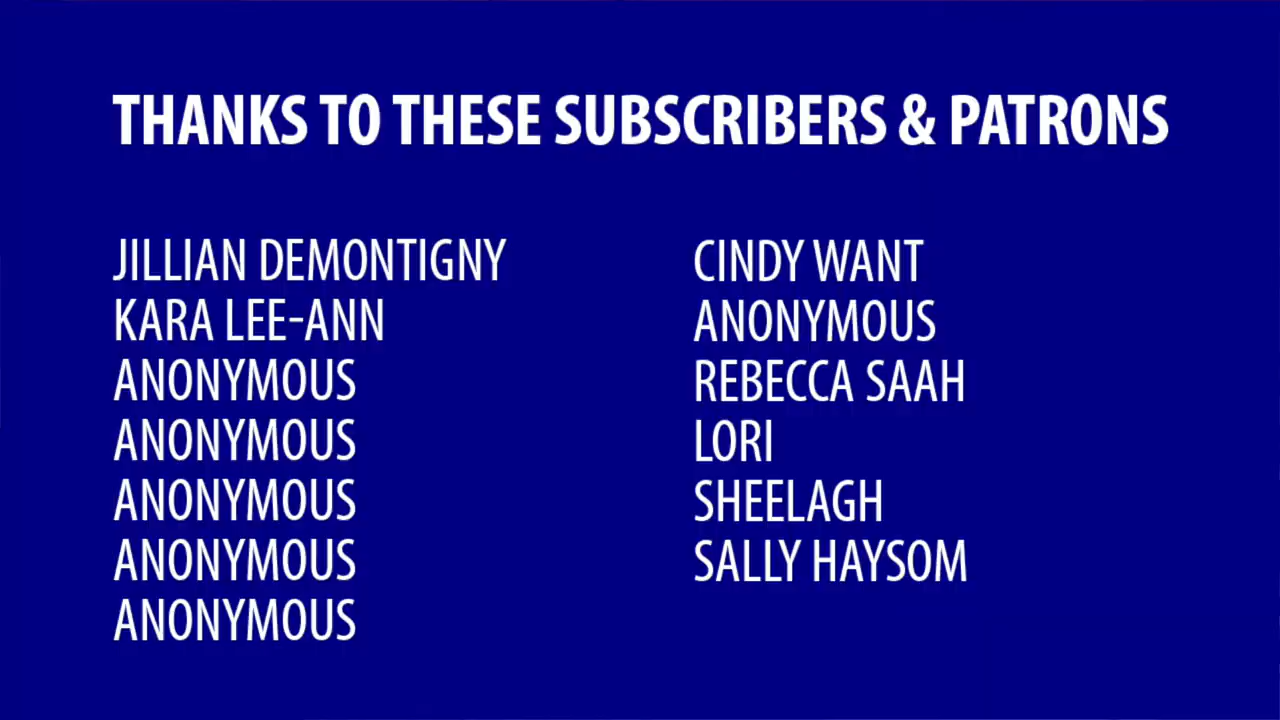 THANKS TO THESE SUBSCRIBERS & PATRONS
JILLIAN DEMONTIGNY
KARA LEE-ANN
ANONYMOUS
ANONYMOUS
ANONYMOUS
ANONYMOUS
ANONYMOUS
CINDY WANT
ANONYMOUS
REBECCA SAAH
LORI
SHEELAGH
SALLY HAYSOM